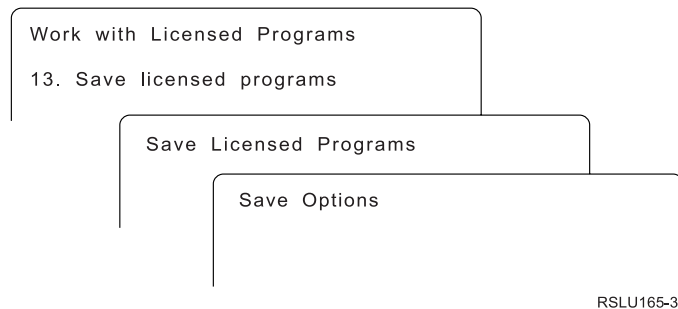 Work with Licensed Programs
13. Save licensed programs
Save Licensed Programs
Save Options
RSLU165-3